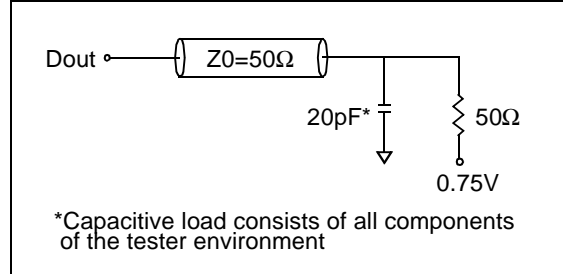 Dout
Z0=50Ω
20pF*
50Ω
0.75V
*Capacitive load consists of all components
of the tester environment